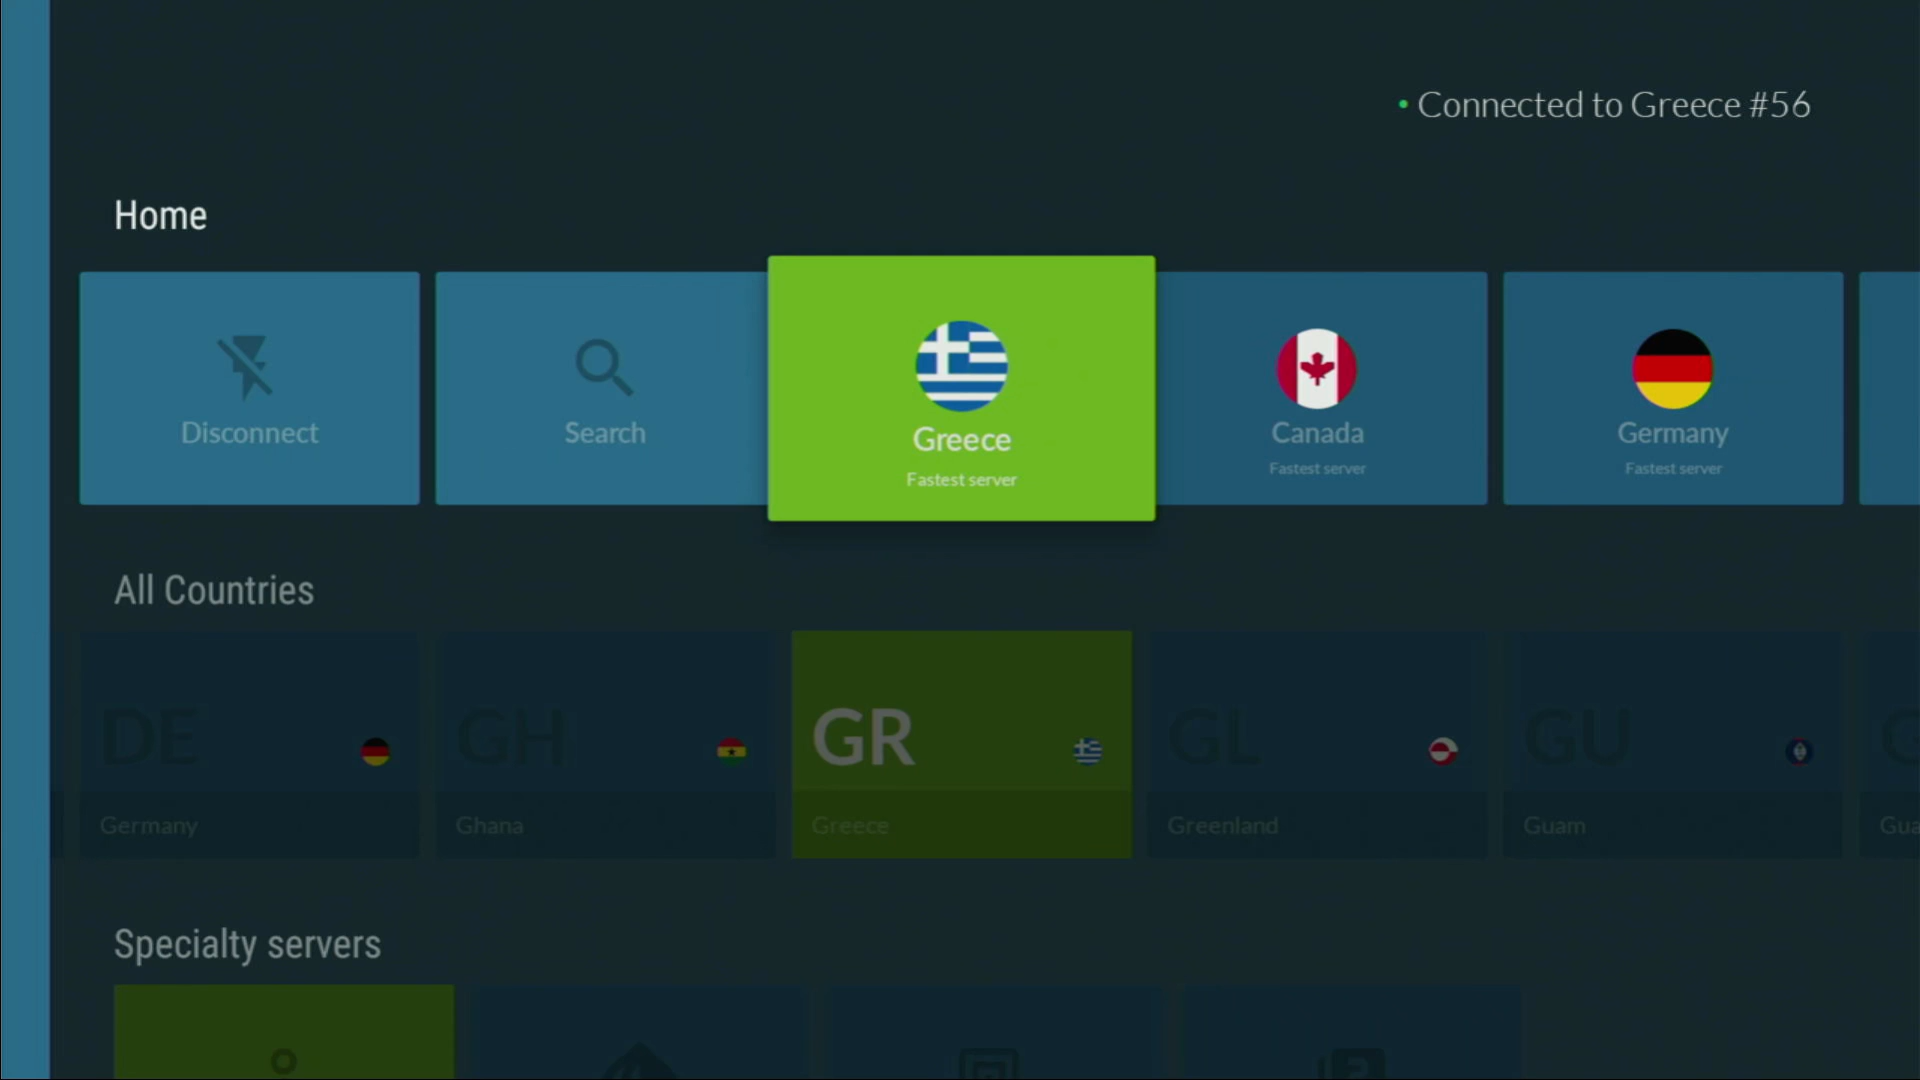 • Connected to Greece #56
Home
Disconnect
Search
Greece
Fastest server
Canada
Fastest server
Germany
Fastest server
All Countries
DE
Germany
GH
Ghana
GR
Greece
GL
Greenland
GU
Guam
G
Gua
Specialty servers